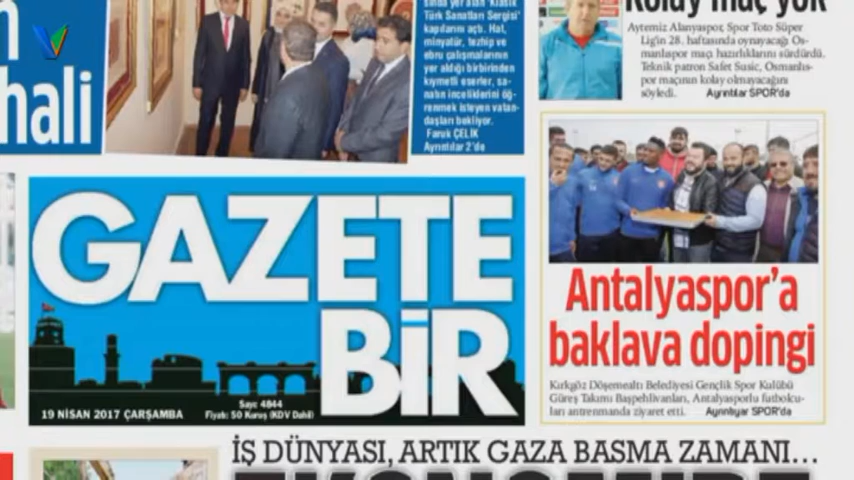 hali
sında yer alan 'Klasik
Türk Sanatları Sergisi'
kapılarını açtı. Hat,
minyatür, tezhip ve
ebru çalışmalarının
yer aldığı birbirinden
kıymetli eserler, sa-
natın inceliklerini öğ-
renmek isteyen vatan-
daşları bekliyor.
Faruk ÇELİK
Ayrıntılar 2'de
Kolay maç yok
Aytemiz Alanyaspor, Spor Toto Süper
Lig'in 28. haftasında oynayacağı Os-
manlıspor maçı hazırlıklarını sürdürdü.
Teknik patron Safet Susic, Osmanlıs-
por maçının kolay olmayacağını
söyledi. Ayrıntılar SPOR'da
GAZETE
BİR
19 NİSAN 2017 ÇARŞAMBA
Sayı: 4844
Fiyatı: 50 Kuruş (KDV Dahil)
Antalyaspor'a
baklava dopingi
Kırkgöz Döşemealtı Belediyesi Gençlik Spor Kulübü
Güreş Takımı Başpehlivanları, Antalyasporlu futbolcu-
ları antrenmanda ziyaret etti. Ayrıntıyar SPOR'da
İŞ DÜNYASI, ARTIK GAZA BASMA ZAMANI...